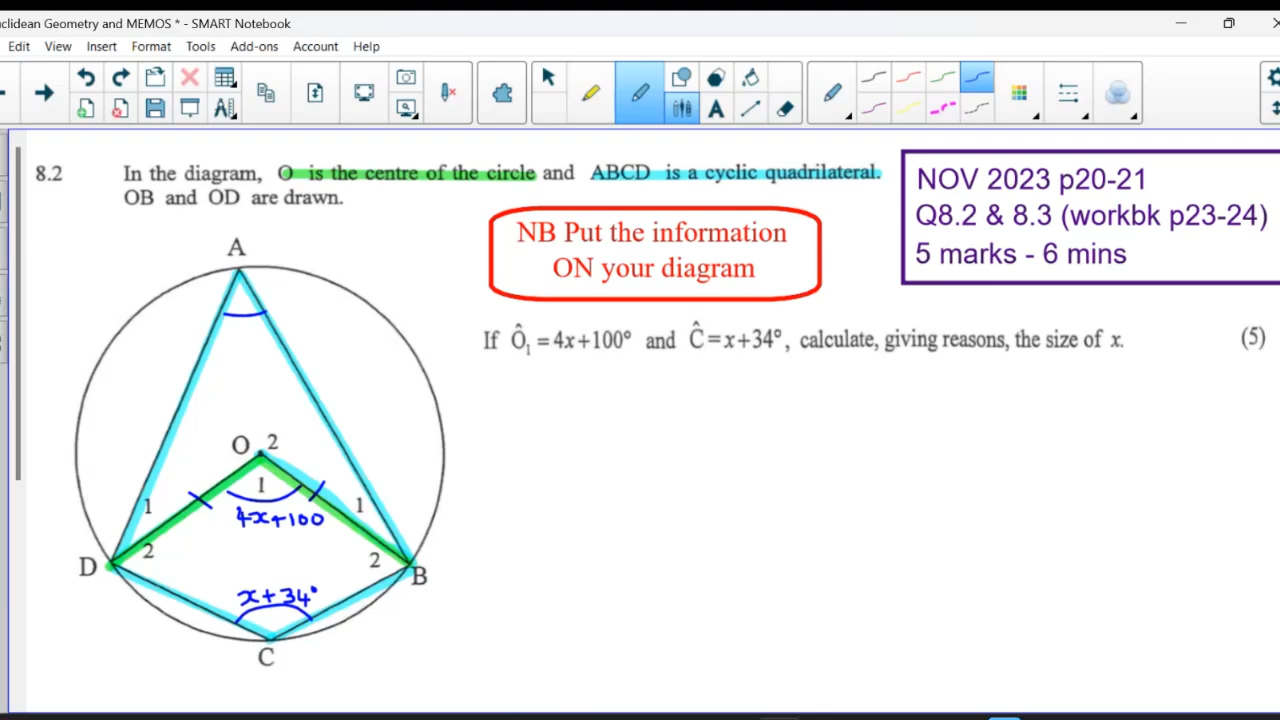 uclidean Geometry and MEMOS * - SMART Notebook
Edit View Insert Format Tools Add-ons Account Help
8.2 In the diagram, O is the centre of the circle and ABCD is a cyclic quadrilateral.
OB and OD are drawn.
NOV 2023 p20-21
Q8.2 & 8.3 (workbk p23-24)
5 marks - 6 mins
NB Put the information
ON your diagram
If Ô₁ = 4x+100° and Ĉ = x+34°, calculate, giving reasons, the size of x. (5)
A
O 2
1
1 1
4x+100
2 2
D B
x+34°
C